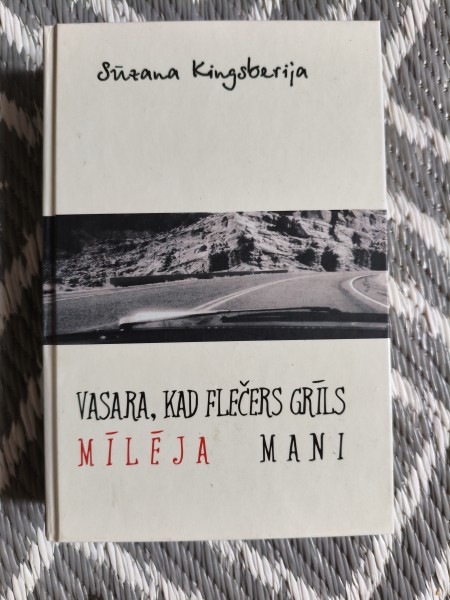 Sūzana Kingsberija
VASARA, KAD FLEČERS GRĪLS
MĪLĒJA MANI